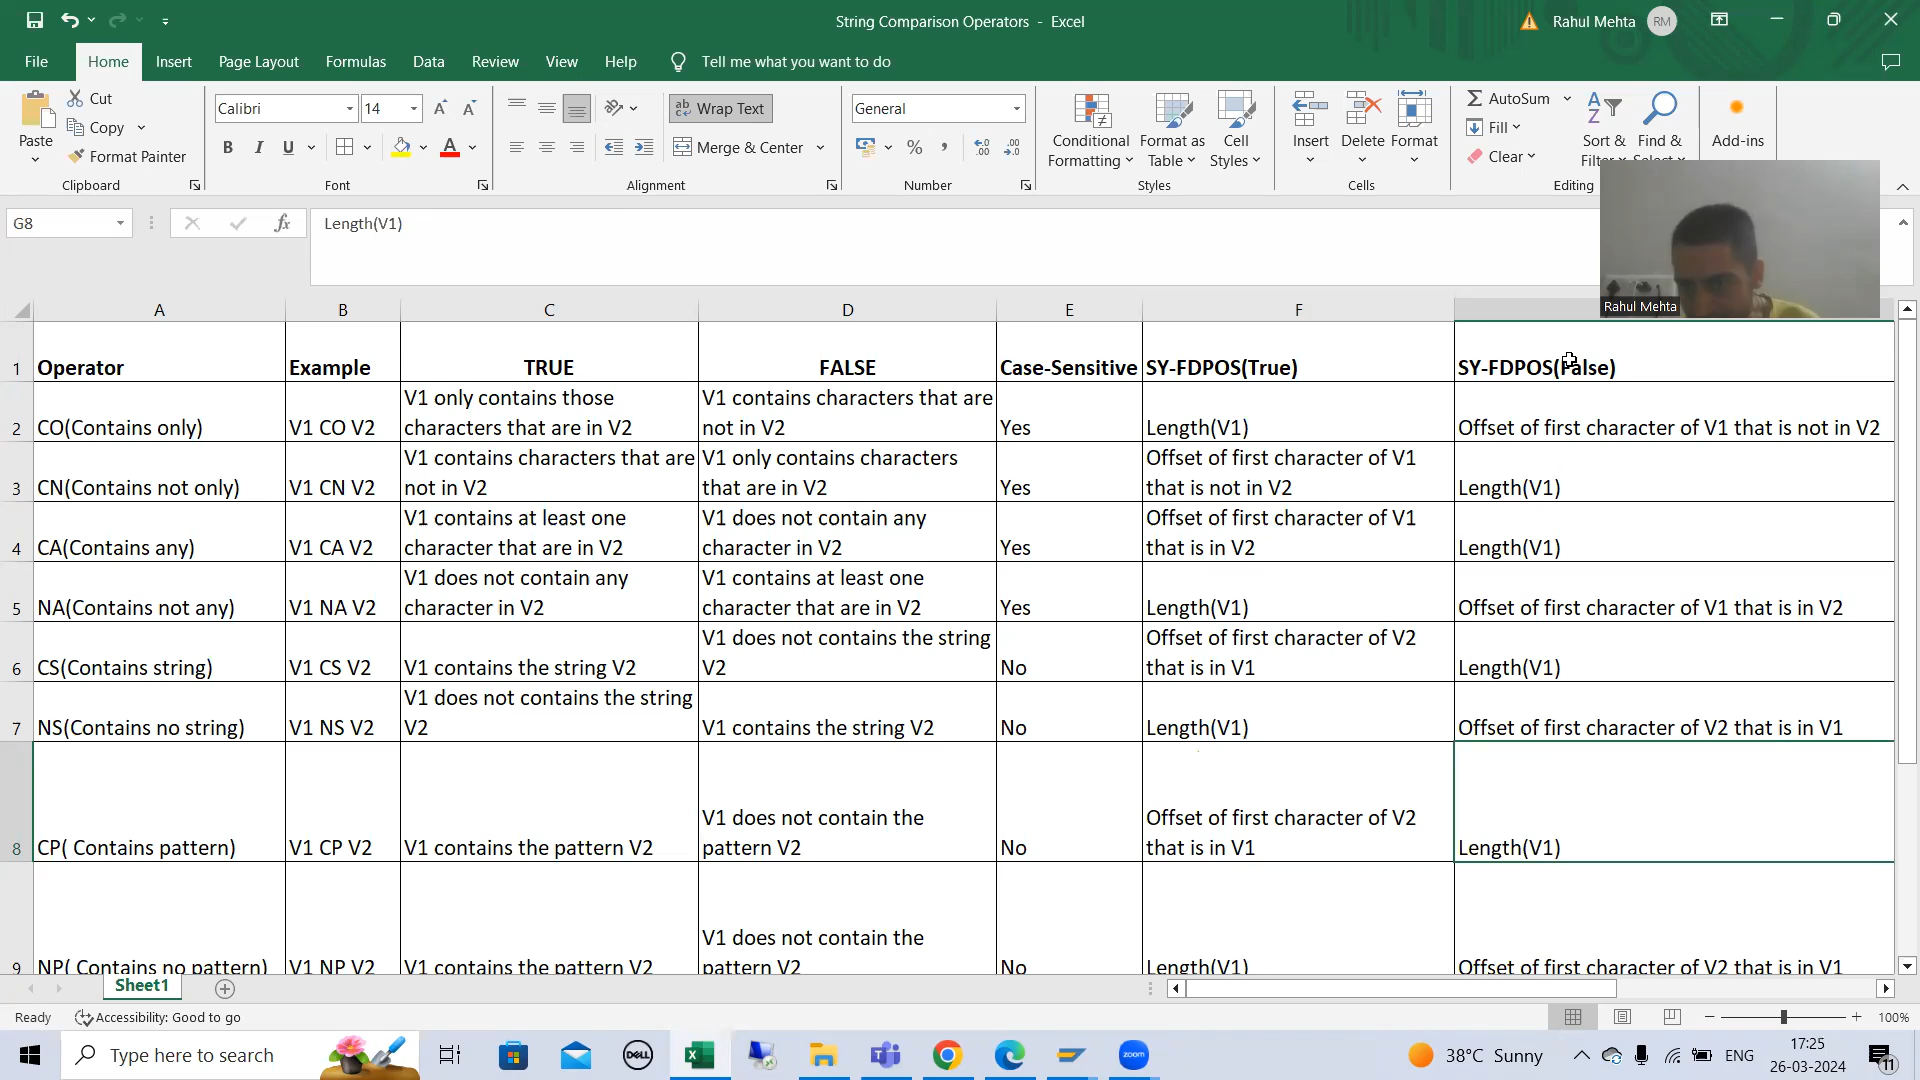 String Comparison Operators - Excel
Rahul Mehta
RM
File
Home
Insert
Page Layout
Formulas
Data
Review
View
Help
Tell me what you want to do
Paste
Cut
Copy
Format Painter
Clipboard
Calibri
14
B I U
Font
Wrap Text
Merge & Center
Alignment
General
Number
Conditional
Formatting
Format as
Table
Cell
Styles
Styles
Insert
Delete
Format
Cells
AutoSum
Fill
Clear
Sort &
Filter
Find &
Select
Editing
Add-ins
G8
fx
Length(V1)
Rahul Mehta
A B C D E F
1 Operator Example TRUE FALSE Case-Sensitive SY-FDPOS(True) SY-FDPOS(False)
V1 only contains those
characters that are in V2
V1 contains characters that are
not in V2
2 CO(Contains only) V1 CO V2
Yes
Length(V1)
Offset of first character of V1 that is not in V2
3 CN(Contains not only) V1 CN V2
V1 contains characters that are
not in V2
V1 only contains characters
that are in V2
Yes
Offset of first character of V1
that is not in V2
Length(V1)
4 CA(Contains any) V1 CA V2
V1 contains at least one
character that are in V2
V1 does not contain any
character in V2
Yes
Offset of first character of V1
that is in V2
Length(V1)
5 NA(Contains not any) V1 NA V2
V1 does not contain any
character in V2
V1 contains at least one
character that are in V2
Yes
Length(V1)
Offset of first character of V1 that is in V2
6 CS(Contains string) V1 CS V2
V1 contains the string V2
V1 does not contains the string
V2
No
Offset of first character of V2
that is in V1
Length(V1)
7 NS(Contains no string) V1 NS V2
V1 does not contains the string
V2
V1 contains the string V2
No
Length(V1)
Offset of first character of V2 that is in V1
8 CP( Contains pattern) V1 CP V2
V1 contains the pattern V2
V1 does not contain the
pattern V2
No
Offset of first character of V2
that is in V1
Length(V1)
9 NP( Contains no pattern) V1 NP V2
V1 contains the pattern V2
V1 does not contain the
pattern V2
No
Length(V1)
Offset of first character of V2 that is in V1
Sheet1
Ready
Accessibility: Good to go
100%
Type here to search
DELL
zoom
38°C Sunny
ENG
17:25
26-03-2024
11